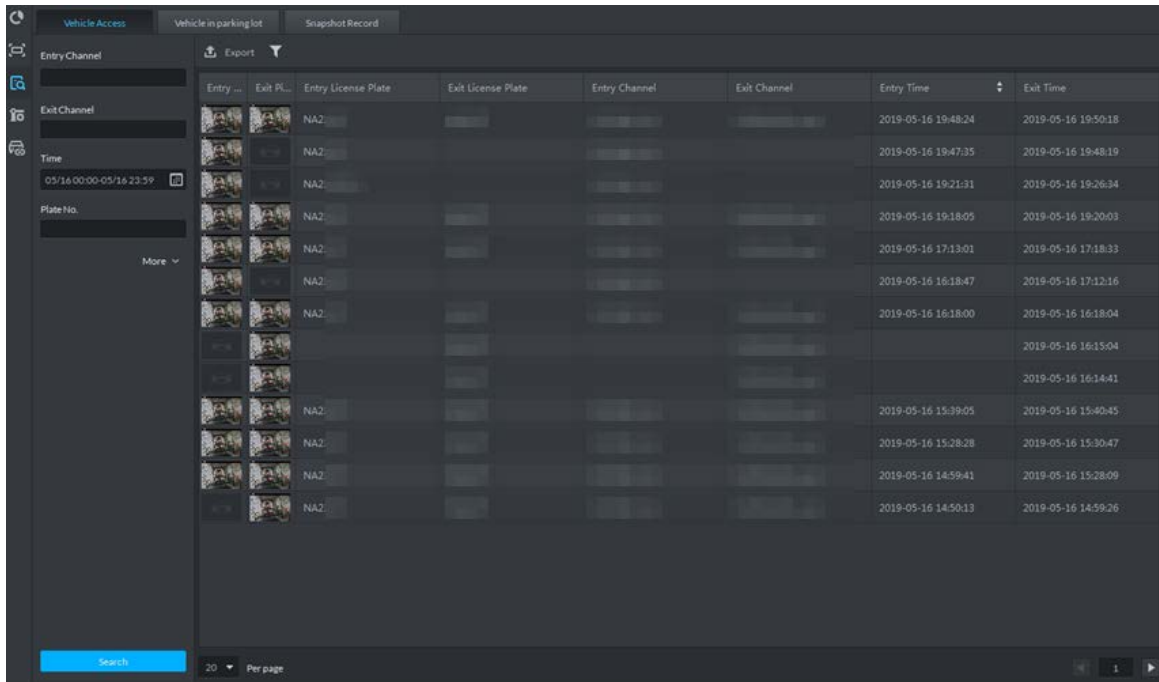 Vehicle Access Vehicle in parking lot Snapshot Record
Entry Channel
Exit Channel
Time
05/16 00:00-05/16 23:59
Plate No.
More
Search
Export
Entry ... Exit Pl... Entry License Plate Exit License Plate Entry Channel Exit Channel Entry Time Exit Time
NA2 2019-05-16 19:48:24 2019-05-16 19:50:18
NA2 2019-05-16 19:47:35 2019-05-16 19:48:19
NA2 2019-05-16 19:21:31 2019-05-16 19:26:34
NA2 2019-05-16 19:18:05 2019-05-16 19:20:03
NA2 2019-05-16 17:13:01 2019-05-16 17:18:33
NA2 2019-05-16 16:18:47 2019-05-16 17:12:16
NA2 2019-05-16 16:18:00 2019-05-16 16:18:04
2019-05-16 16:15:04
2019-05-16 16:14:41
NA2 2019-05-16 15:39:05 2019-05-16 15:40:45
NA2 2019-05-16 15:28:28 2019-05-16 15:30:47
NA2 2019-05-16 14:59:41 2019-05-16 15:28:09
NA2 2019-05-16 14:50:13 2019-05-16 14:59:26
20 Per page 1